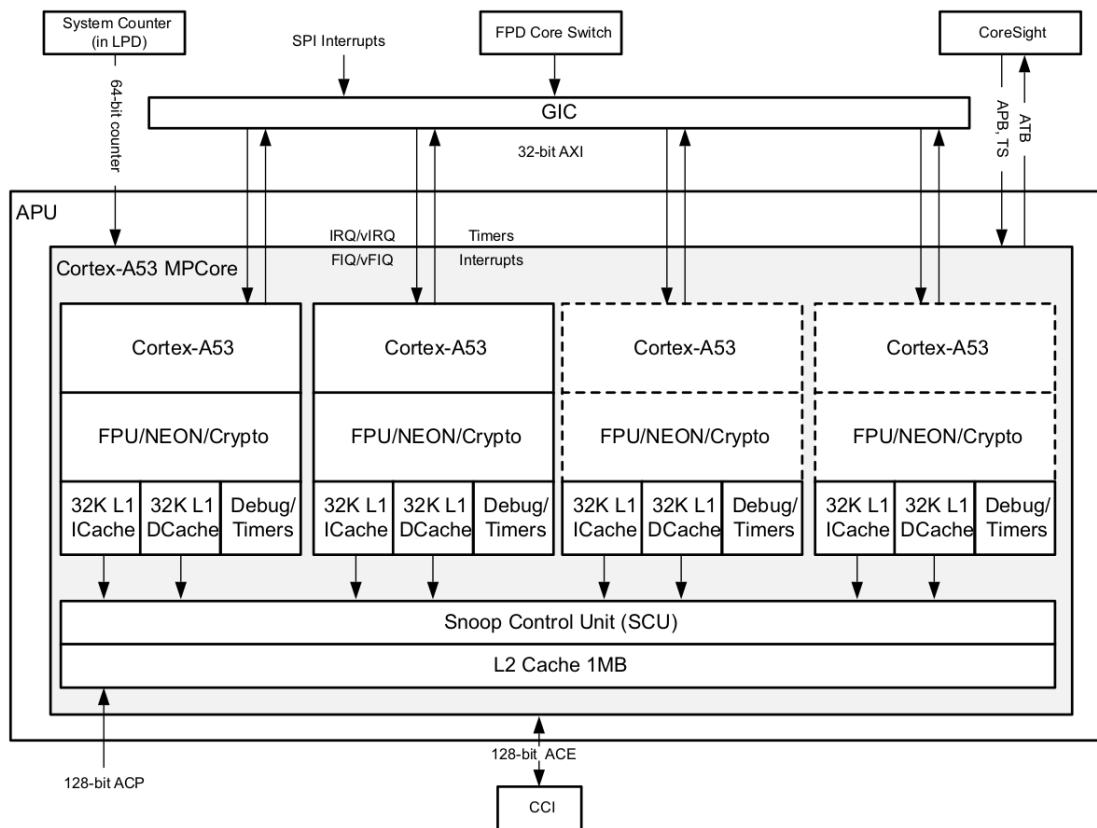 System Counter
(in LPD)
SPI Interrupts
FPD Core Switch
CoreSight
64-bit counter
GIC
32-bit AXI
APB, TS
ATB
APU
IRQ/vIRQ
Timers
FIQ/vFIQ
Interrupts
Cortex-A53 MPCore
Cortex-A53
Cortex-A53
Cortex-A53
Cortex-A53
FPU/NEON/Crypto
FPU/NEON/Crypto
FPU/NEON/Crypto
FPU/NEON/Crypto
32K L1
ICache
32K L1
DCache
Debug/
Timers
32K L1
ICache
32K L1
DCache
Debug/
Timers
32K L1
ICache
32K L1
DCache
Debug/
Timers
32K L1
ICache
32K L1
DCache
Debug/
Timers
Snoop Control Unit (SCU)
L2 Cache 1MB
128-bit ACE
128-bit ACP
CCI